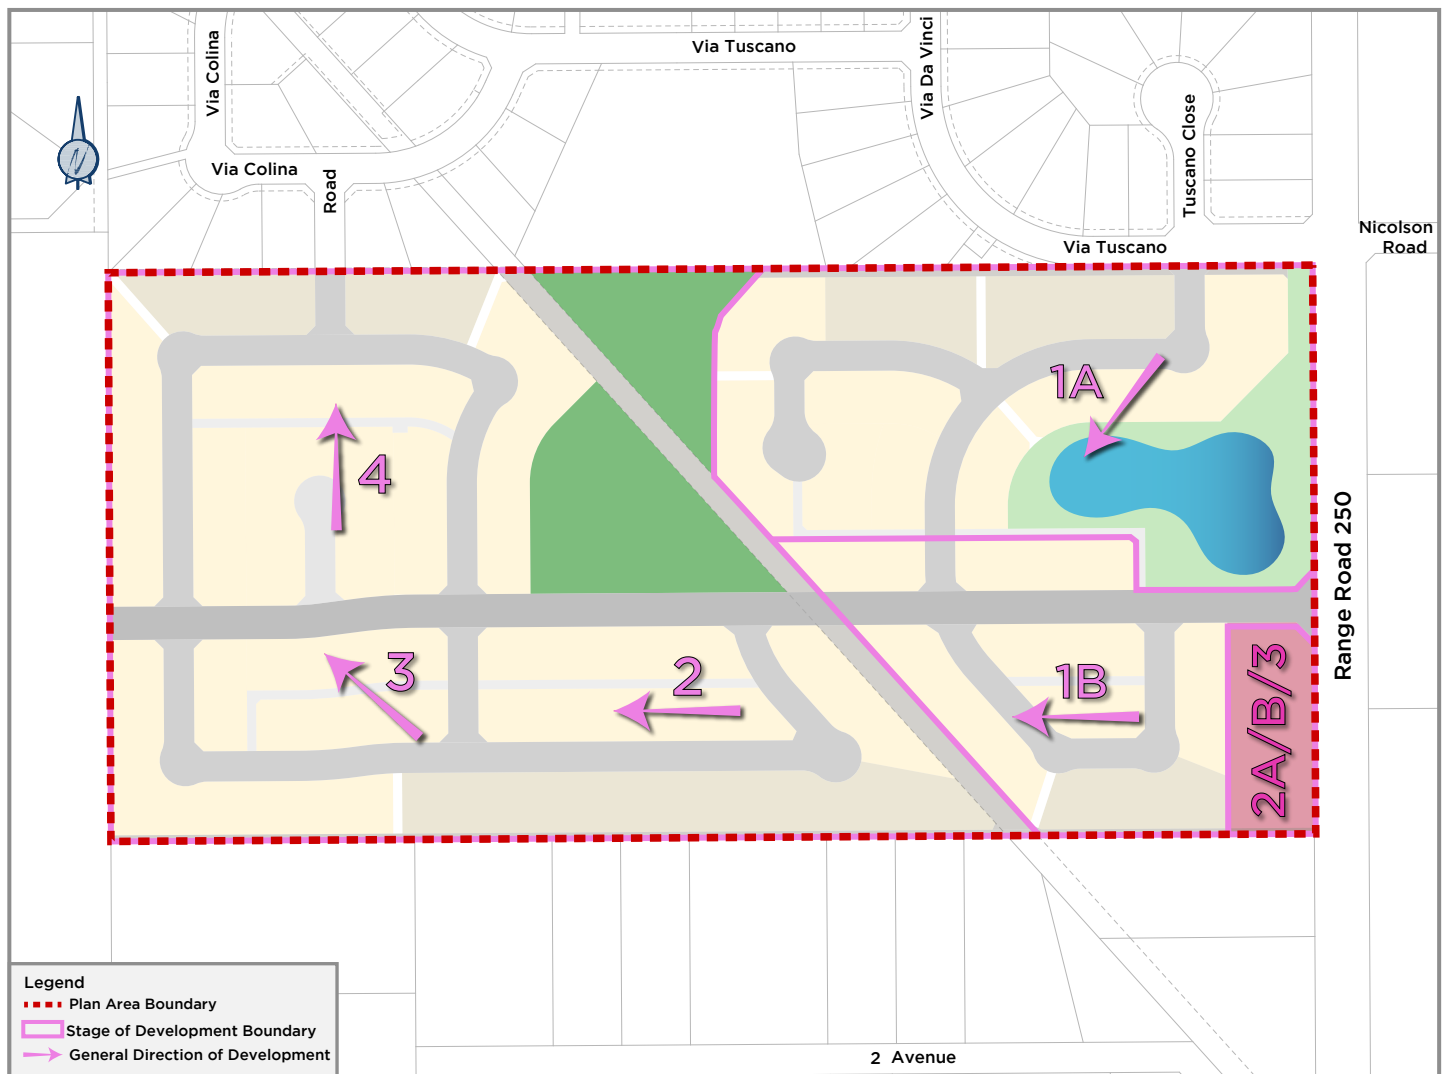 Via Colina
Via Tuscano
Via Da Vinci
Tuscano Close
Via Colina
Road
Via Tuscano
Nicolson
Road
N
1A
4
Range Road 250
3
2
1B
2A/B/3
Legend
Plan Area Boundary
Stage of Development Boundary
General Direction of Development
2 Avenue